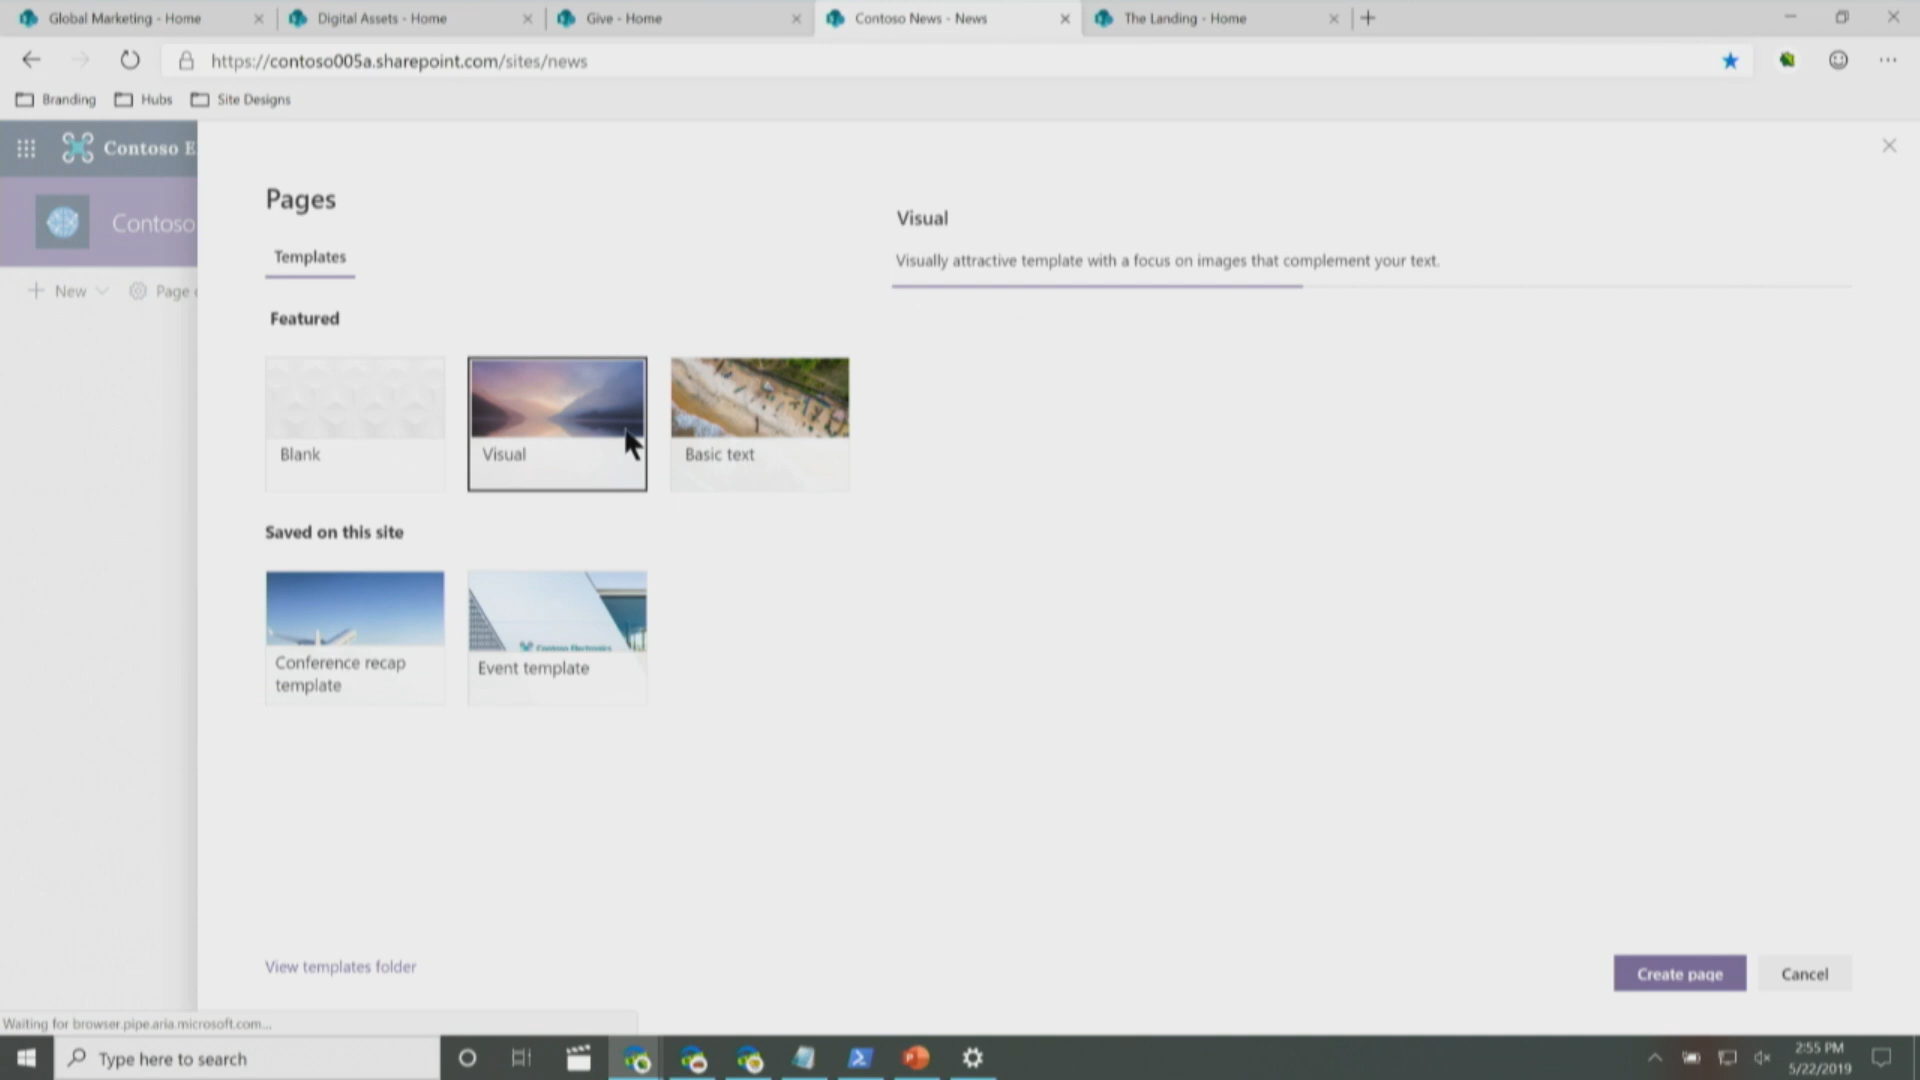 Global Marketing - Home
Digital Assets - Home
Give - Home
Contoso News - News
The Landing - Home
https://contoso005a.sharepoint.com/sites/news
Branding
Hubs
Site Designs
Contoso E
Contoso
New
Page
Pages
Templates
Featured
Blank
Visual
Basic text
Saved on this site
Contoso Electronics
Conference recap
template
Event template
View templates folder
Visual
Visually attractive template with a focus on images that complement your text.
Create page
Cancel
Waiting for browser.pipe.aria.microsoft.com...
Type here to search
2:55 PM
5/22/2019